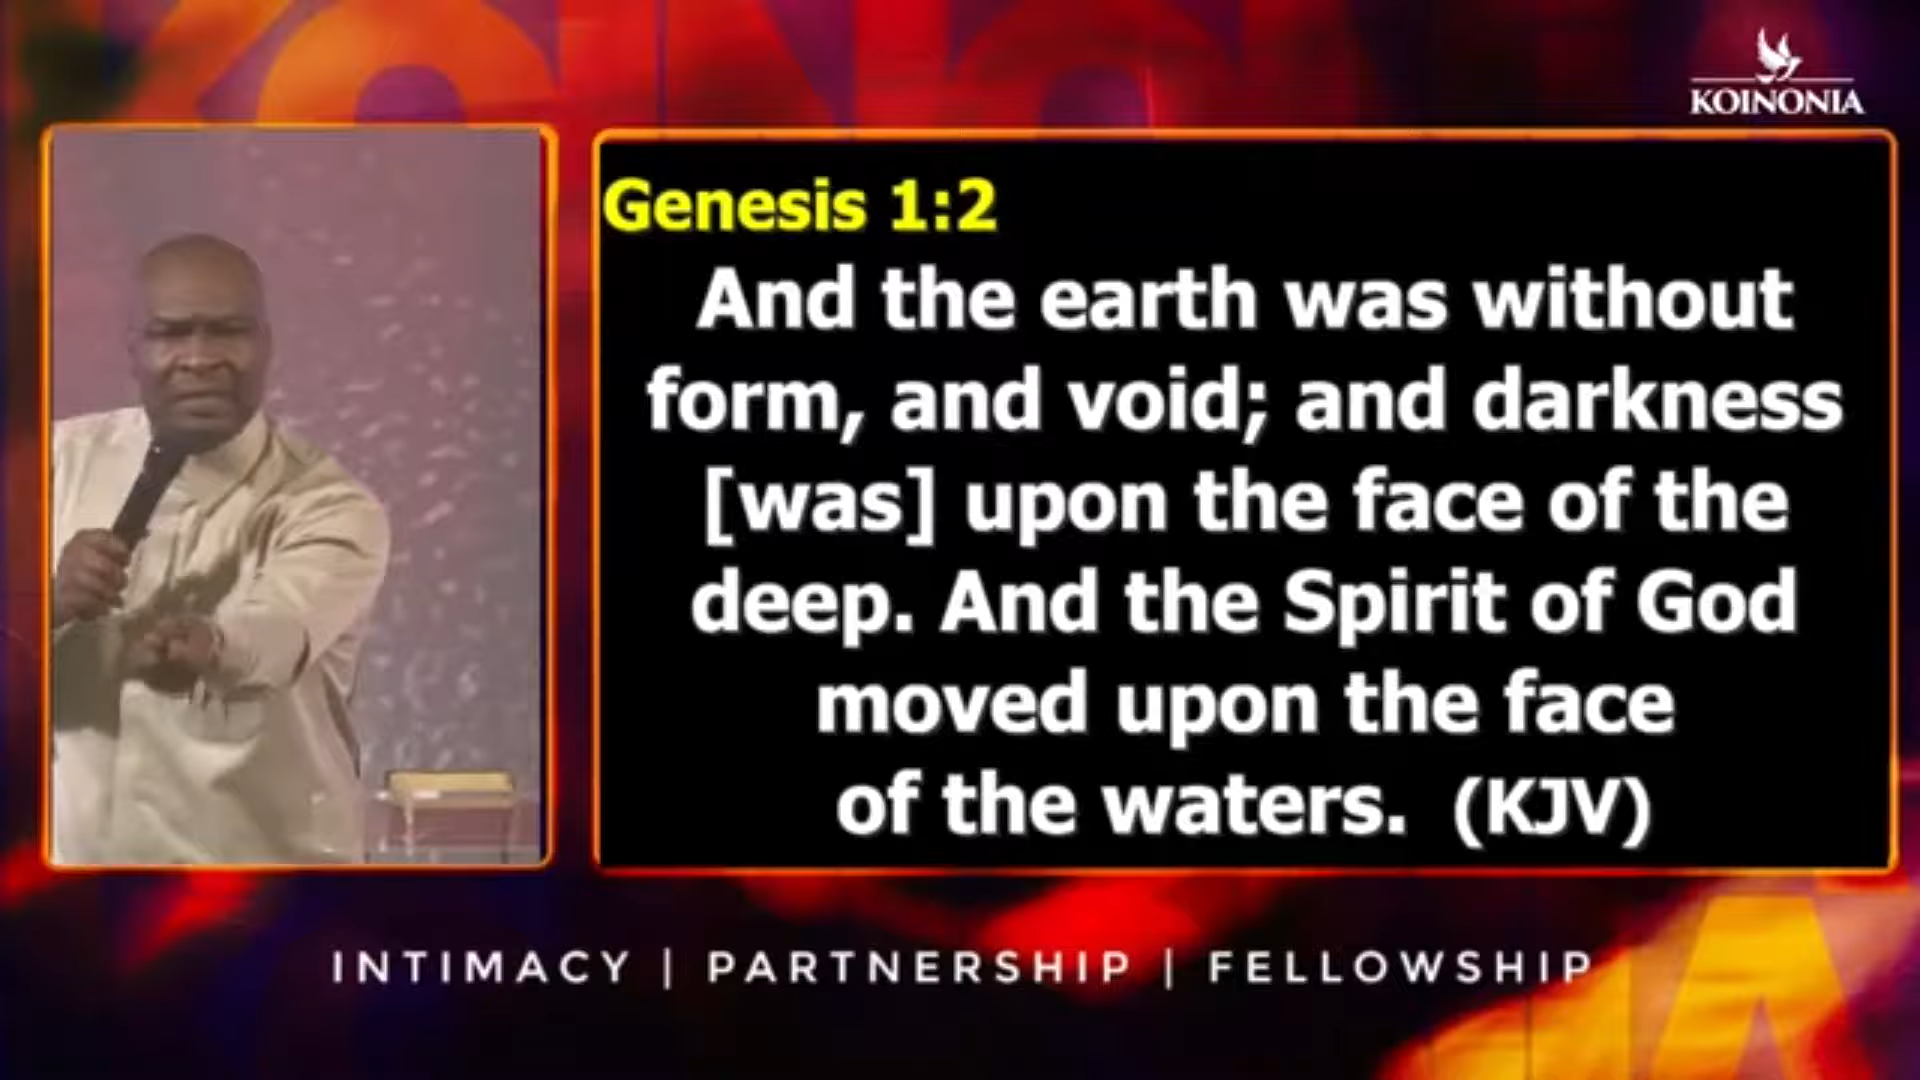 KOINONIA
Genesis 1:2
And the earth was without
form, and void; and darkness
[was] upon the face of the
deep. And the Spirit of God
moved upon the face
of the waters. (KJV)
INTIMACY | PARTNERSHIP | FELLOWSHIP